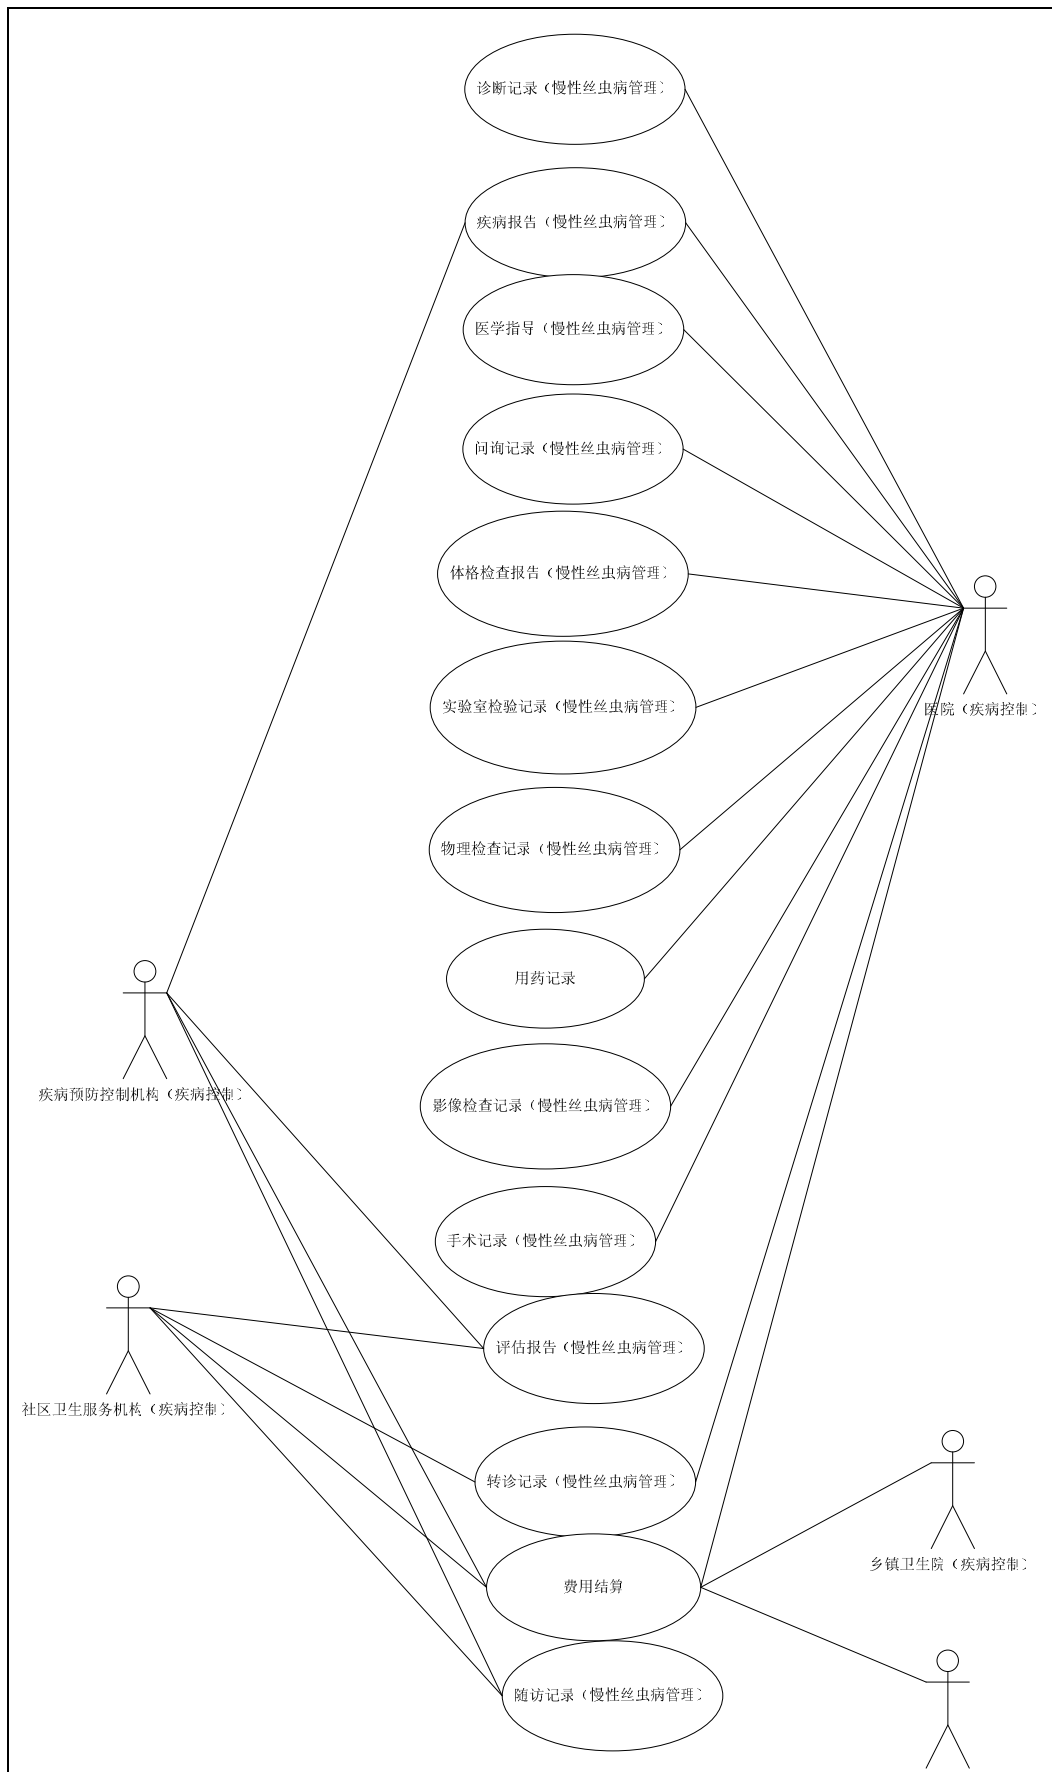 诊断记录（慢性丝虫病管理）
疾病报告（慢性丝虫病管理）
医学指导（慢性丝虫病管理）
问询记录（慢性丝虫病管理）
体格检查报告（慢性丝虫病管理）
实验室检验记录（慢性丝虫病管理）
医院（疾病控制）
物理检查记录（慢性丝虫病管理）
用药记录
疾病预防控制机构（疾病控制）
影像检查记录（慢性丝虫病管理）
手术记录（慢性丝虫病管理）
评估报告（慢性丝虫病管理）
社区卫生服务机构（疾病控制）
转诊记录（慢性丝虫病管理）
乡镇卫生院（疾病控制）
费用结算
随访记录（慢性丝虫病管理）